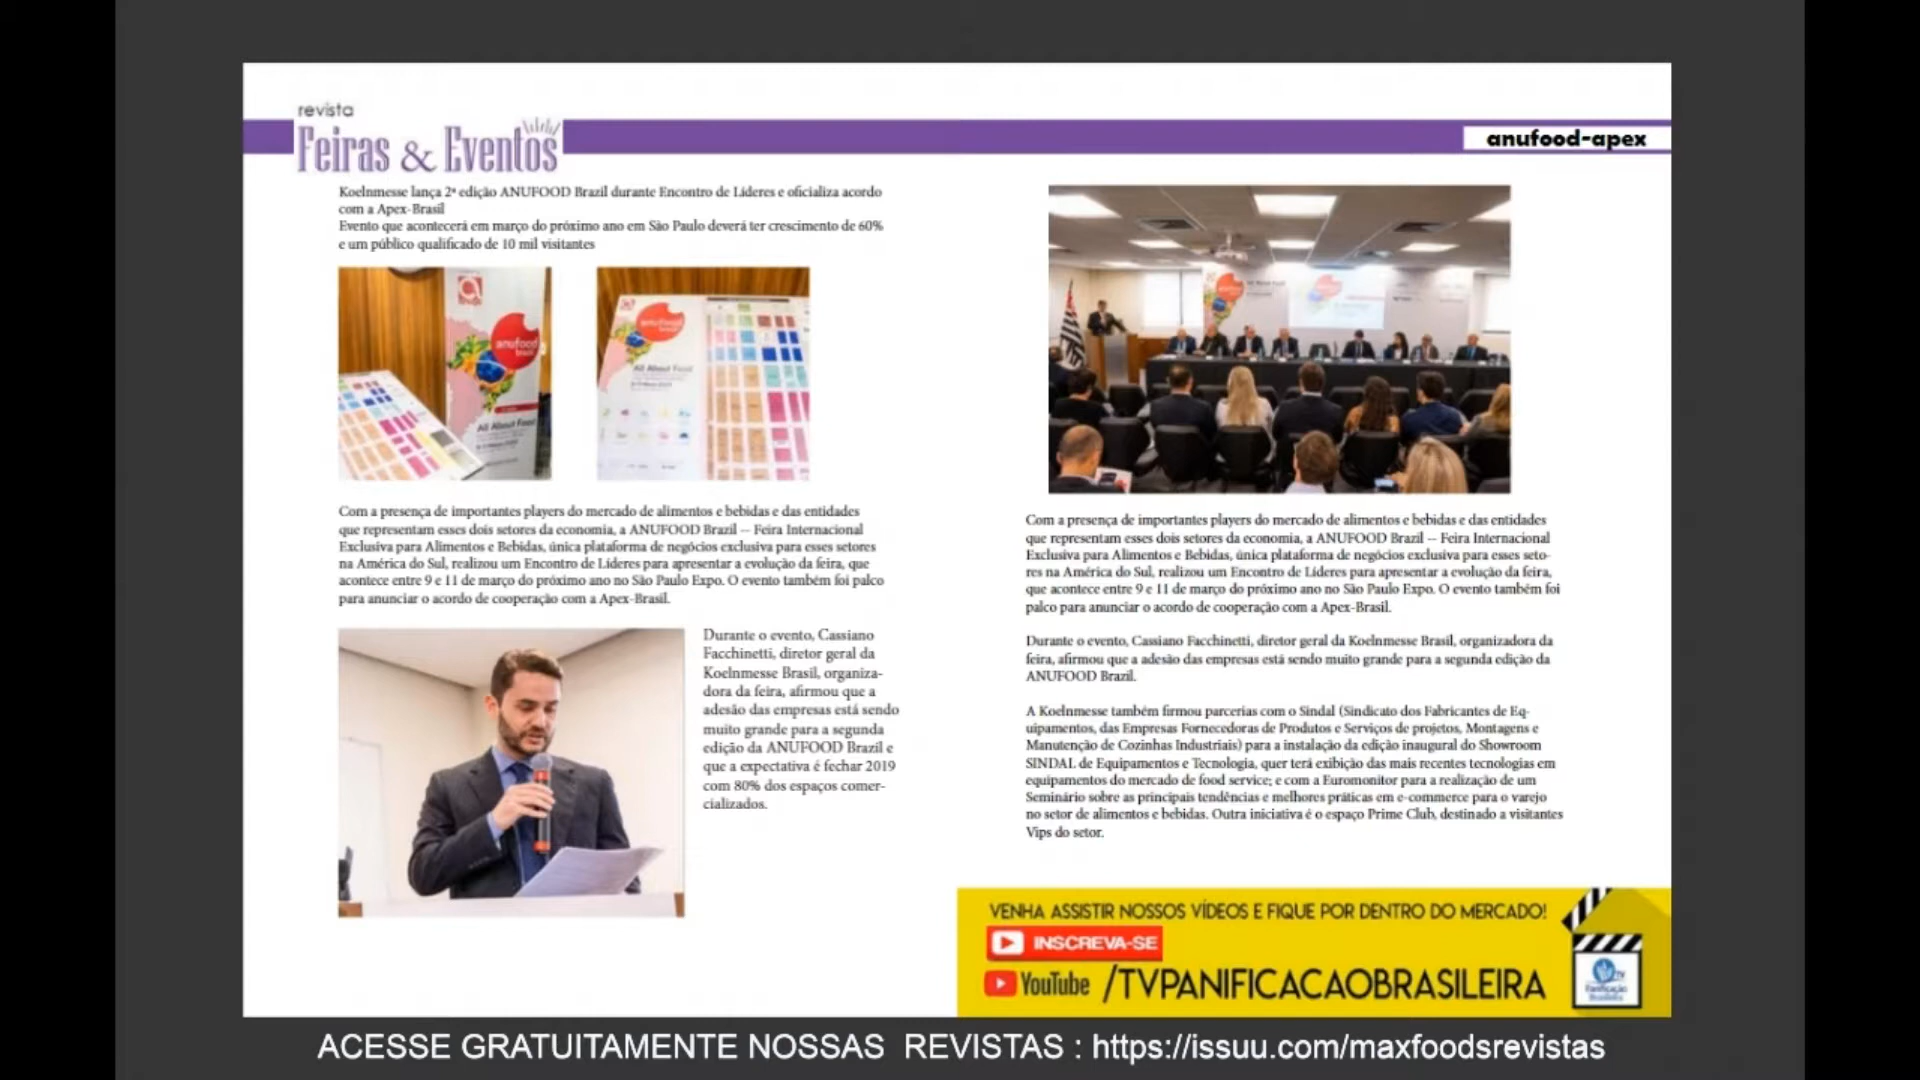 revista
Feiras & Eventos
anufood-apex
Koelnmesse lança 2ª edição ANUFOOD Brazil durante Encontro de Líderes e oficializa acordo
com a Apex-Brasil
Evento que acontecerá em março do próximo ano em São Paulo deverá ter crescimento de 60%
e um público qualificado de 10 mil visitantes
anufood
brazil
All About Food
anufood
brazil
All About Food
Com a presença de importantes players do mercado de alimentos e bebidas e das entidades
que representam esses dois setores da economia, a ANUFOOD Brazil – Feira Internacional
Exclusiva para Alimentos e Bebidas, única plataforma de negócios exclusiva para esses setores
na América do Sul, realizou um Encontro de Líderes para apresentar a evolução da feira, que
acontece entre 9 e 11 de março do próximo ano no São Paulo Expo. O evento também foi palco
para anunciar o acordo de cooperação com a Apex-Brasil.
Durante o evento, Cassiano
Facchinetti, diretor geral da
Koelnmesse Brasil, organiza-
dora da feira, afirmou que a
adesão das empresas está sendo
muito grande para a segunda
edição da ANUFOOD Brazil e
que a expectativa é fechar 2019
com 80% dos espaços comer-
cializados.
Com a presença de importantes players do mercado de alimentos e bebidas e das entidades
que representam esses dois setores da economia, a ANUFOOD Brazil – Feira Internacional
Exclusiva para Alimentos e Bebidas, única plataforma de negócios exclusiva para esses seto-
res na América do Sul, realizou um Encontro de Líderes para apresentar a evolução da feira,
que acontece entre 9 e 11 de março do próximo ano no São Paulo Expo. O evento também foi
palco para anunciar o acordo de cooperação com a Apex-Brasil.
Durante o evento, Cassiano Facchinetti, diretor geral da Koelnmesse Brasil, organizadora da
feira, afirmou que a adesão das empresas está sendo muito grande para a segunda edição da
ANUFOOD Brazil.
A Koelnmesse também firmou parcerias com o Sindal (Sindicato dos Fabricantes de Eq-
uipamentos, das Empresas Fornecedoras de Produtos e Serviços de projetos, Montagens e
Manutenção de Cozinhas Industriais) para a instalação da edição inaugural do Showroom
SINDAL de Equipamentos e Tecnologia, quer terá exibição das mais recentes tecnologias em
equipamentos do mercado de food service; e com a Euromonitor para a realização de um
Seminário sobre as principais tendências e melhores práticas em e-commerce para o varejo
no setor de alimentos e bebidas. Outra iniciativa é o espaço Prime Club, destinado a visitantes
Vips do setor.
VENHA ASSISTIR NOSSOS VÍDEOS E FIQUE POR DENTRO DO MERCADO!
INSCREVA-SE
YouTube /TVPANIFICACAOBRASILEIRA
TV
Panificação
Brasileira
ACESSE GRATUITAMENTE NOSSAS REVISTAS : https://issuu.com/maxfoodsrevistas